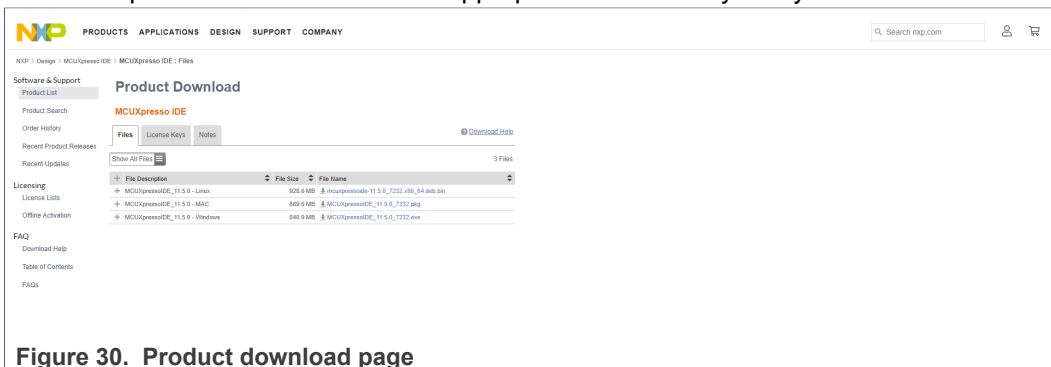 NXP PRODUCTS APPLICATIONS DESIGN SUPPORT COMPANY Search nxp.com
NXP > Design > MCUXpresso IDE > MCUXpresso IDE : Files
Software & Support
Product List
Product Search
Order History
Recent Product Releases
Recent Updates
Licensing
License Lists
Offline Activation
FAQ
Download Help
Table of Contents
FAQs
Product Download
MCUXpresso IDE
Files License Keys Notes
Download Help
Show All Files 3 Files
+ File Description File Size File Name
+ MCUXpressoIDE_11.5.0 - Linux 928.6 MB mcuxpressoide-11.5.0_7232.x86_64.deb.bin
+ MCUXpressoIDE_11.5.0 - MAC 889.6 MB MCUXpressoIDE_11.5.0_7232.pkg
+ MCUXpressoIDE_11.5.0 - Windows 840.9 MB MCUXpressoIDE_11.5.0_7232.exe
Figure 30. Product download page